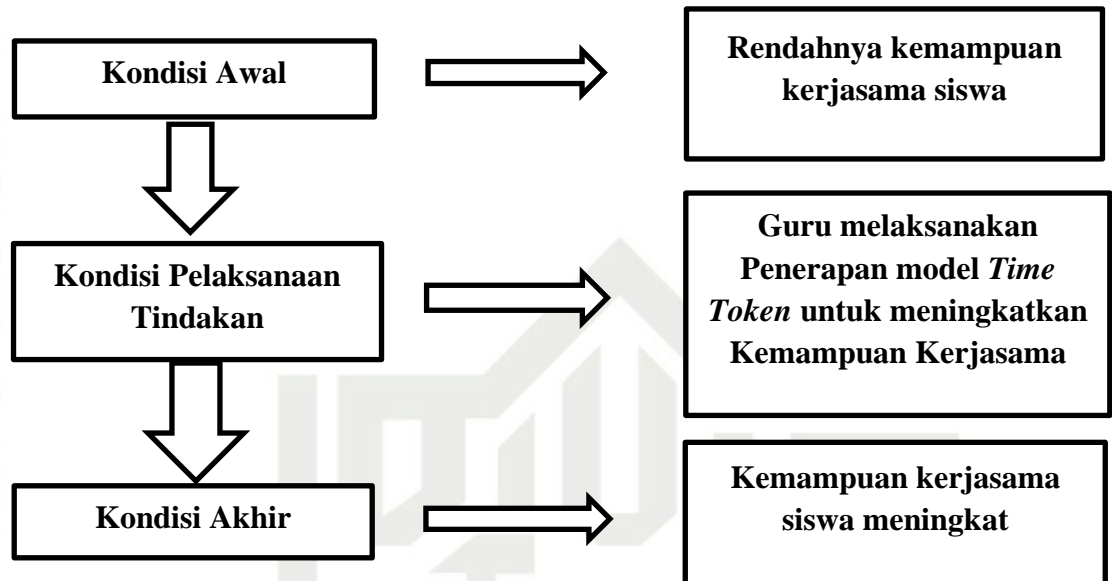 Kondisi Awal
Rendahnya kemampuan
kerjasama siswa
Kondisi Pelaksanaan
Tindakan
Guru melaksanakan
Penerapan model Time
Token untuk meningkatkan
Kemampuan Kerjasama
Kondisi Akhir
Kemampuan kerjasama
siswa meningkat